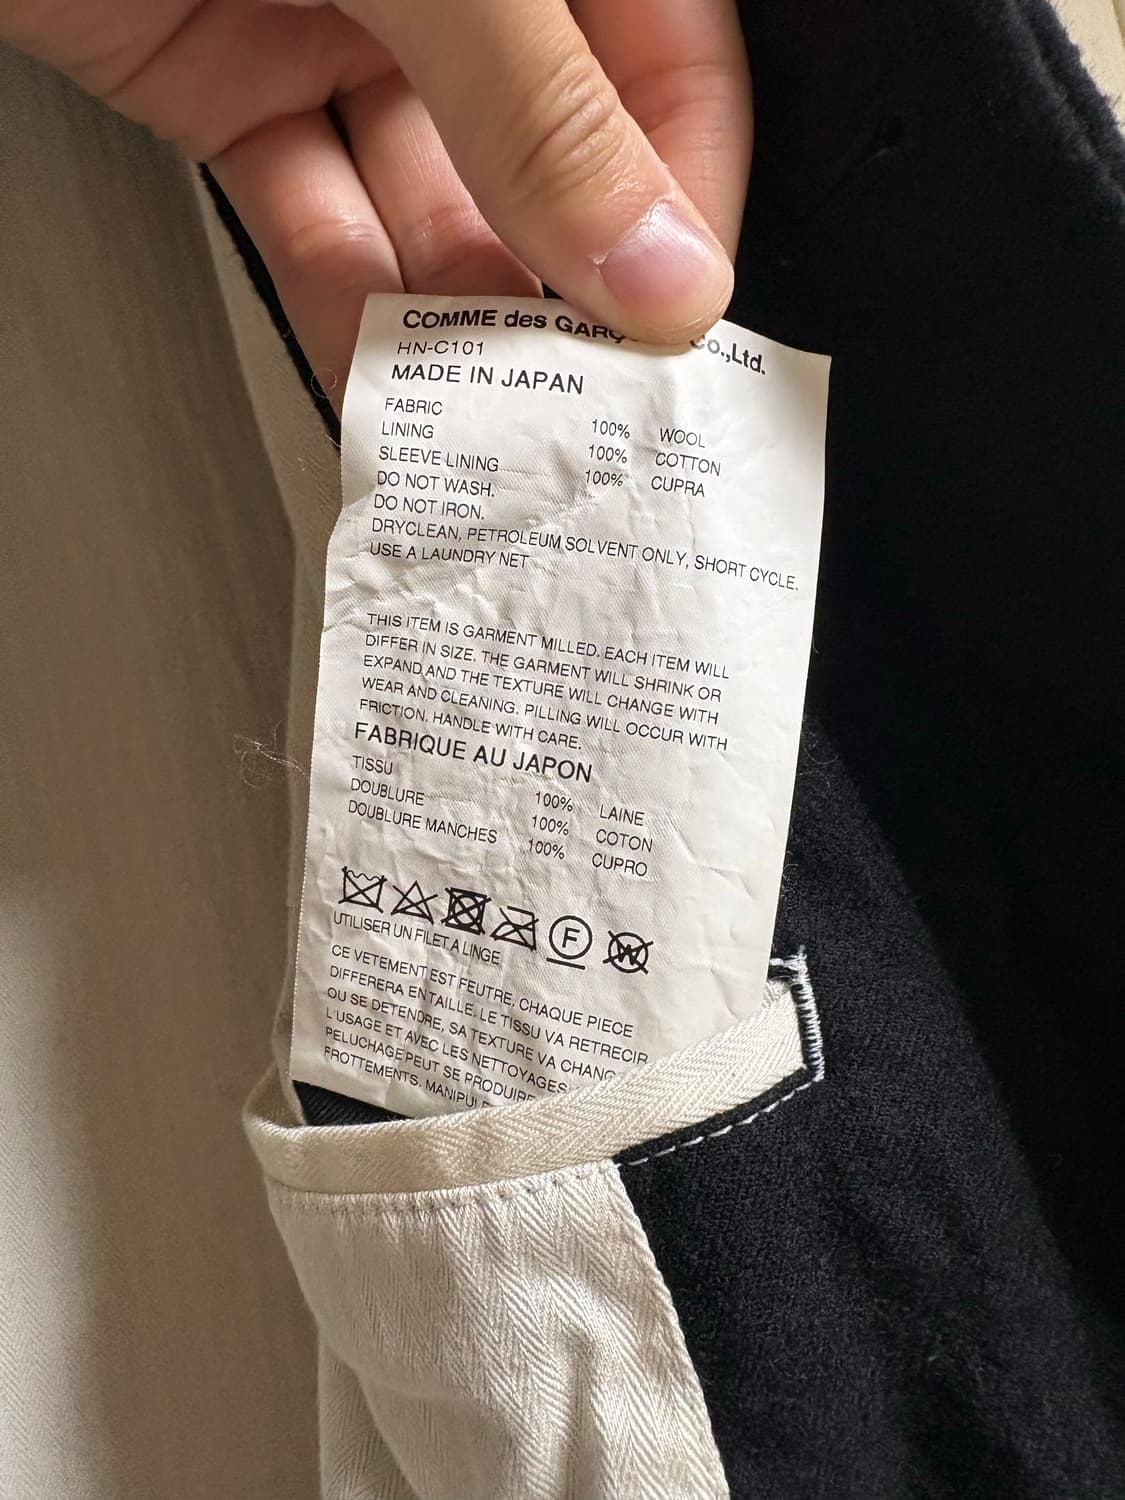 COMME des GARÇ Co.,Ltd.
HN-C101
MADE IN JAPAN
FABRIC 100% WOOL
LINING 100% COTTON
SLEEVE LINING 100% CUPRA
DO NOT WASH.
DO NOT IRON.
DRYCLEAN, PETROLEUM SOLVENT ONLY, SHORT CYCLE.
USE A LAUNDRY NET
THIS ITEM IS GARMENT MILLED. EACH ITEM WILL
DIFFER IN SIZE. THE GARMENT WILL SHRINK OR
EXPAND AND THE TEXTURE WILL CHANGE WITH
WEAR AND CLEANING. PILLING WILL OCCUR WITH
FRICTION. HANDLE WITH CARE.
FABRIQUE AU JAPON
TISSU 100% LAINE
DOUBLURE 100% COTON
DOUBLURE MANCHES 100% CUPRO
F W
UTILISER UN FILET A LINGE
CE VETEMENT EST FEUTRE, CHAQUE PIECE
DIFFERERA EN TAILLE. LE TISSU VA RETRECIR
OU SE DETENDRE, SA TEXTURE VA CHANG
L'USAGE ET AVEC LES NETTOYAGES
PELUCHAGE PEUT SE PRODUIRE
FROTTEMENTS. MANIPUL